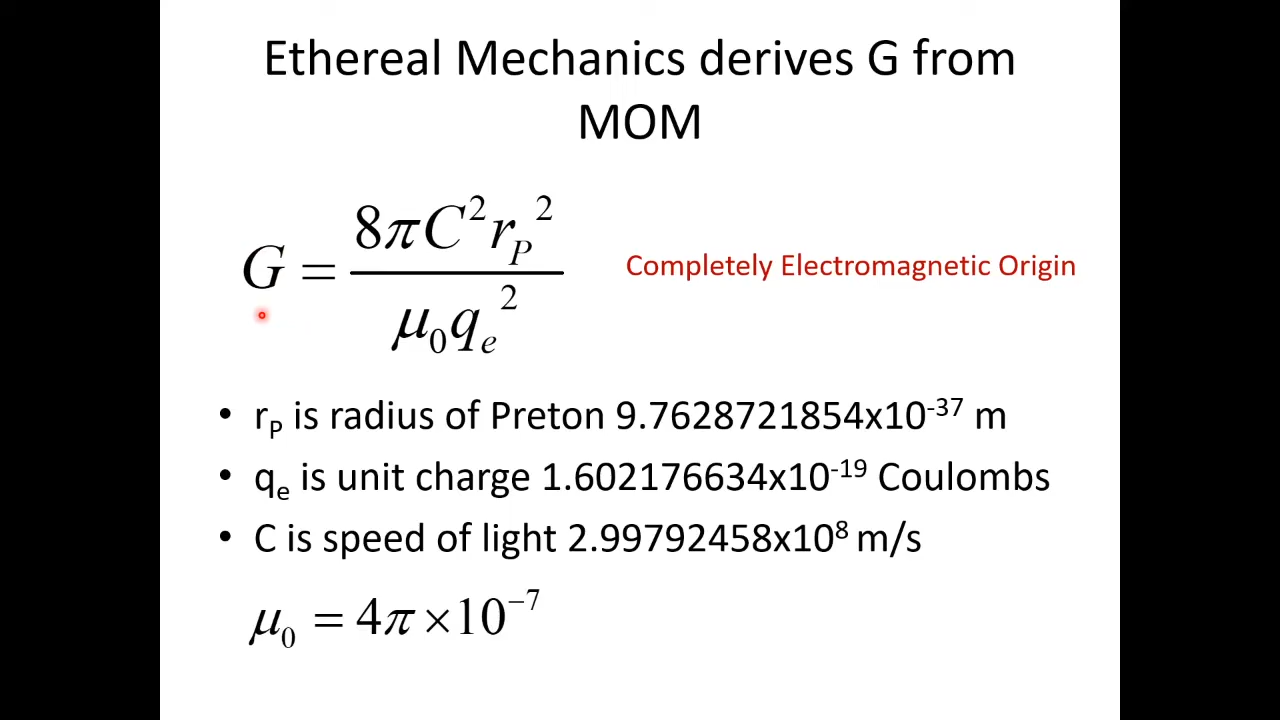 Ethereal Mechanics derives G from
MOM
G = 8πC²r_P² / μ₀q_e²
Completely Electromagnetic Origin
• r_P is radius of Preton 9.7628721854x10⁻³⁷ m
• q_e is unit charge 1.602176634x10⁻¹⁹ Coulombs
• C is speed of light 2.99792458x10⁸ m/s
μ₀ = 4π × 10⁻⁷